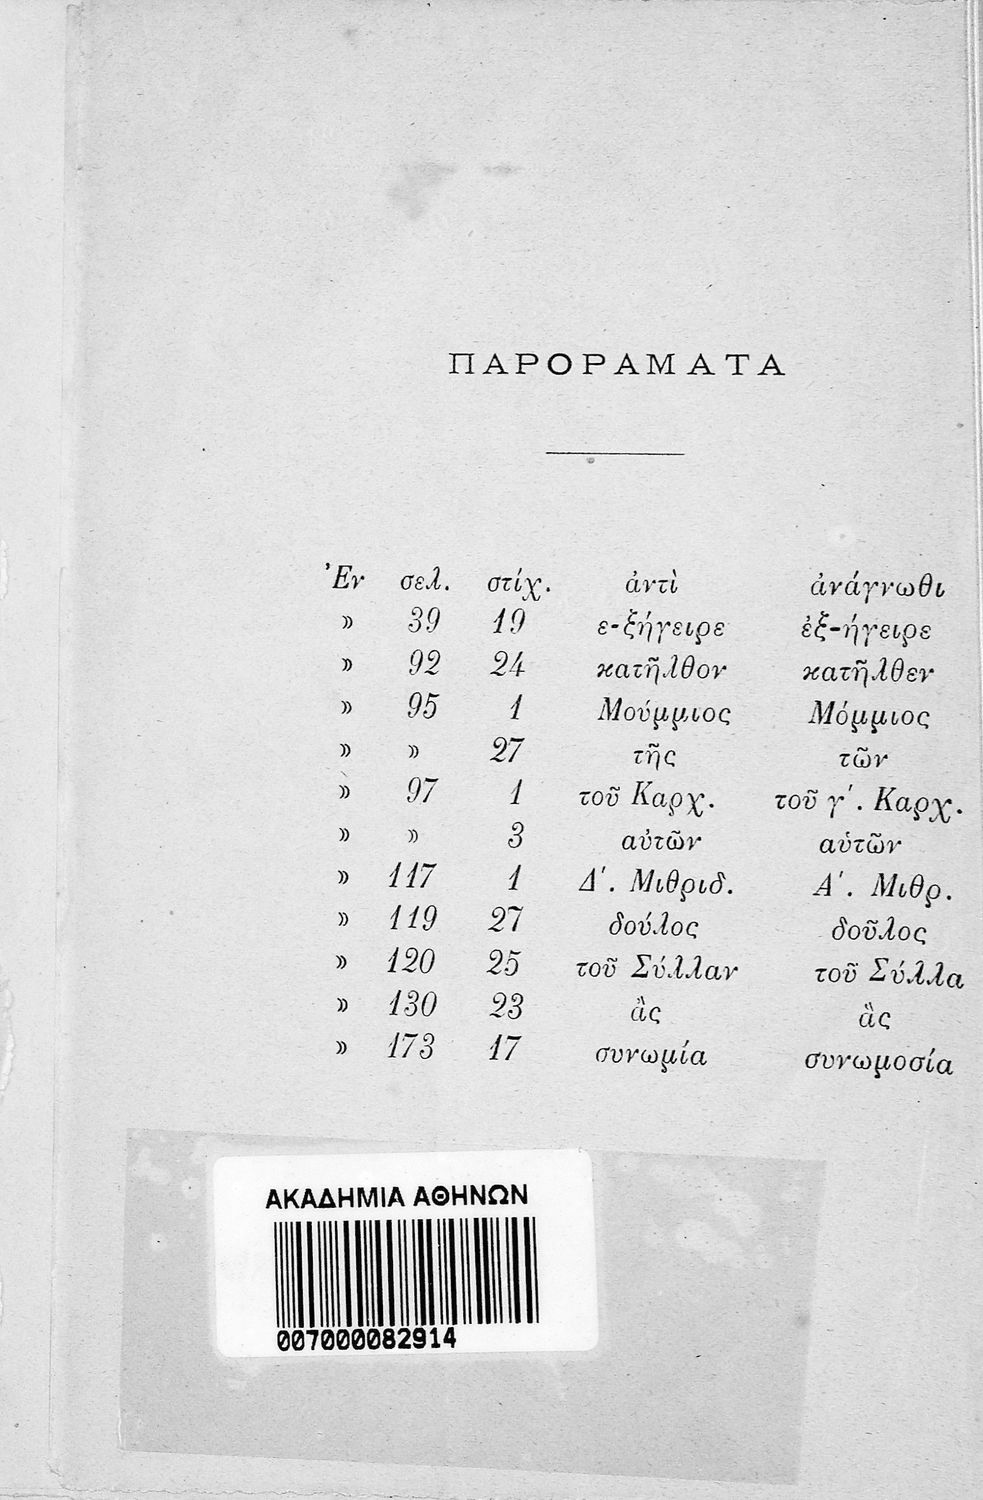 ΠΑΡΟΡΑΜΑΤΑ
Ἐν σελ. στίχ. ἀντὶ ἀνάγνωθι
» 39 19 ε-ξήγειρε ἐξ-ήγειρε
» 92 24 κατῆλθον κατῆλθεν
» 95 1 Μούμμιος Μόμμιος
» » 27 τῆς τῶν
» 97 1 τοῦ Καρχ. τοῦ γ΄. Καρχ.
» » 3 αὐτῶν αὑτῶν
» 117 1 Δ΄. Μιθριδ. Α΄. Μιθρ.
» 119 27 δούλος δοῦλος
» 120 25 τοῦ Σύλλαν τοῦ Σύλλα
» 130 23 ἂς ἃς
» 173 17 συνωμία συνωμοσία
ΑΚΑΔΗΜΙΑ ΑΘΗΝΩΝ
007000082914